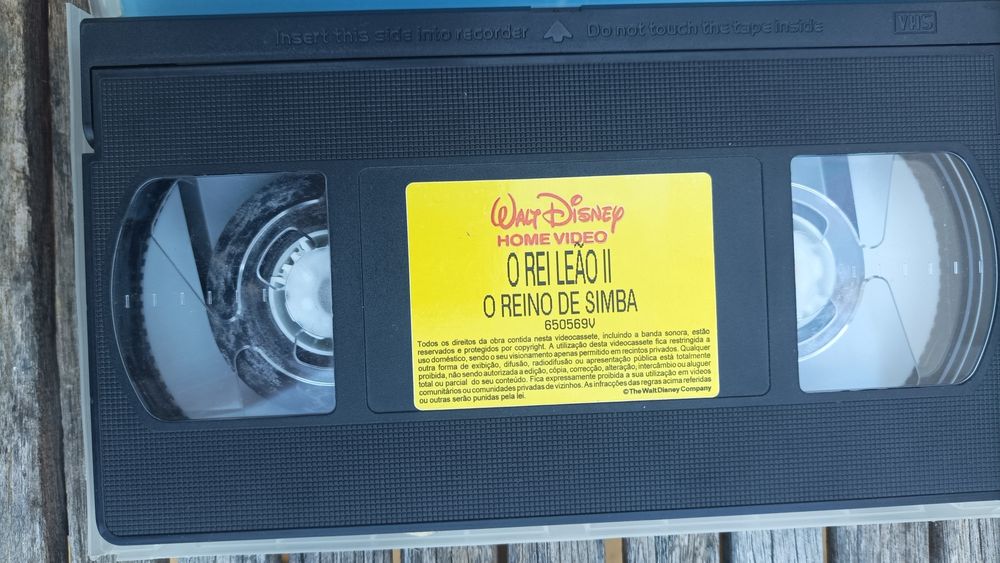 Insert this side into recorder Do not touch the tape inside VHS
WALT DISNEY
HOME VIDEO
O REI LEÃO II
O REINO DE SIMBA
650569V
Todos os direitos da obra contida nesta videocassete, incluindo a banda sonora, estão
reservados e protegidos por copyright. A utilização desta videocassete fica restringida a
uso doméstico, sendo o seu visionamento apenas permitido em recintos privados. Qualquer
outra forma de exibição, difusão, radiodifusão ou apresentação pública está totalmente
proibida, não sendo autorizada a edição, cópia, correcção, alteração, intercâmbio ou aluguer
total ou parcial do seu conteúdo. Fica expressamente proibida a sua utilização em vídeos
comunitários ou comunidades privadas de vizinhos. As infracções das regras acima referidas
ou outras serão punidas pela lei.
©The Walt Disney Company